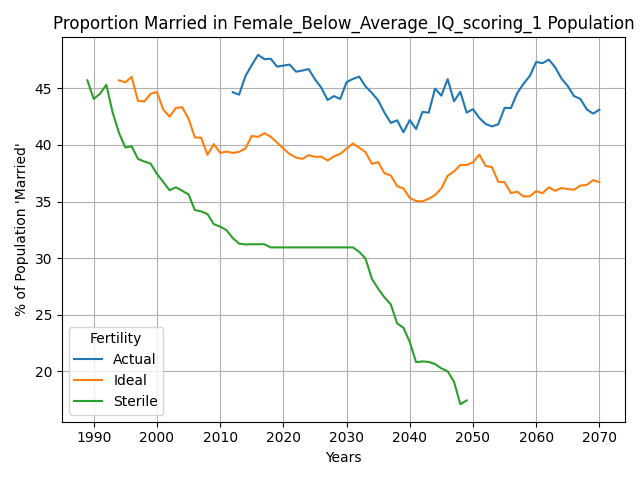 Proportion Married in Female_Below_Average_IQ_scoring_1 Population
% of Population 'Married'
45
40
35
30
25
20
Fertility
Actual
Ideal
Sterile
1990 2000 2010 2020 2030 2040 2050 2060 2070
Years